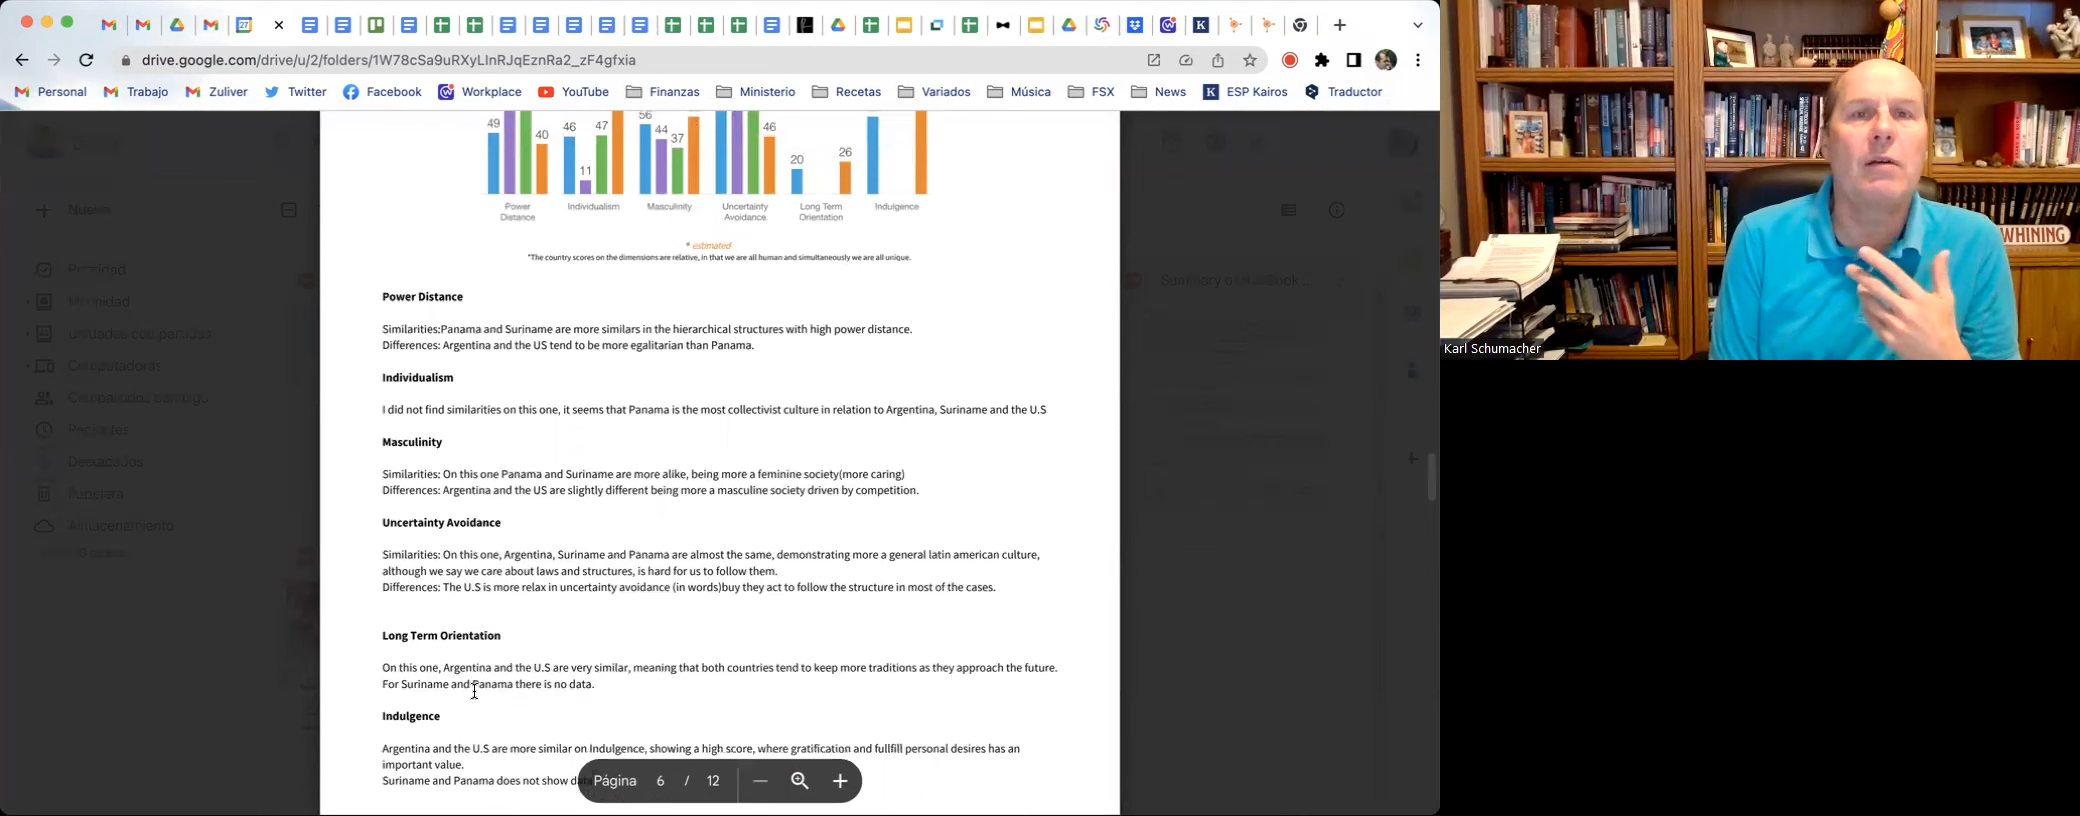 drive.google.com/drive/u/2/folders/1W78cSa9uRXyLInRJqEznRa2_zF4gfxia
Personal Trabajo Zuliver Twitter Facebook Workplace YouTube Finanzas Ministerio Recetas Variados Música FSX News ESP Kairos Traductor
49 40 46 11 47 56 44 37 46 20 26
Power Distance Individualism Masculinity Uncertainty Avoidance Long Term Orientation Indulgence
* estimated
*The country scores on the dimensions are relative, in that we are all human and simultaneously we are all unique.
Power Distance
Similarities:Panama and Suriname are more similars in the hierarchical structures with high power distance.
Differences: Argentina and the US tend to be more egalitarian than Panama.
Individualism
I did not find similarities on this one, it seems that Panama is the most collectivist culture in relation to Argentina, Suriname and the U.S
Masculinity
Similarities: On this one Panama and Suriname are more alike, being more a feminine society(more caring)
Differences: Argentina and the US are slightly different being more a masculine society driven by competition.
Uncertainty Avoidance
Similarities: On this one, Argentina, Suriname and Panama are almost the same, demonstrating more a general latin american culture,
although we say we care about laws and structures, is hard for us to follow them.
Differences: The U.S is more relax in uncertainty avoidance (in words)buy they act to follow the structure in most of the cases.
Long Term Orientation
On this one, Argentina and the U.S are very similar, meaning that both countries tend to keep more traditions as they approach the future.
For Suriname and Panama there is no data.
Indulgence
Argentina and the U.S are more similar on Indulgence, showing a high score, where gratification and fullfill personal desires has an
important value.
Suriname and Panama does not show
Página 6 / 12
Nuevo
Prioridad
Mi unidad
Unidades compartidas
Computadoras
Compartido conmigo
Recientes
Destacados
Papelera
Almacenamiento
WHINING
Karl Schumacher